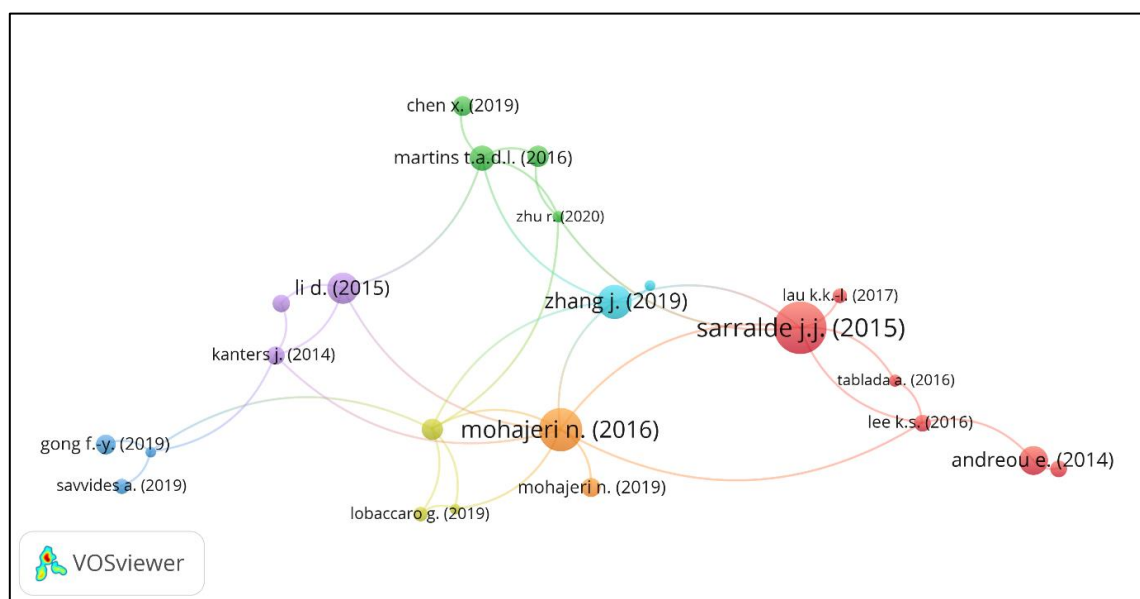 chen x. (2019)
martins t.a.d.l. (2016)
zhu r. (2020)
li d. (2015)
zhang j. (2019)
lau k.k.-l. (2017)
sarralde j.j. (2015)
kanters j. (2014)
tablada a. (2016)
lee k.s. (2016)
mohajeri n. (2016)
gong f.-y. (2019)
andreou e. (2014)
savvides a. (2019)
mohajeri n. (2019)
lobaccaro g. (2019)
VOSviewer